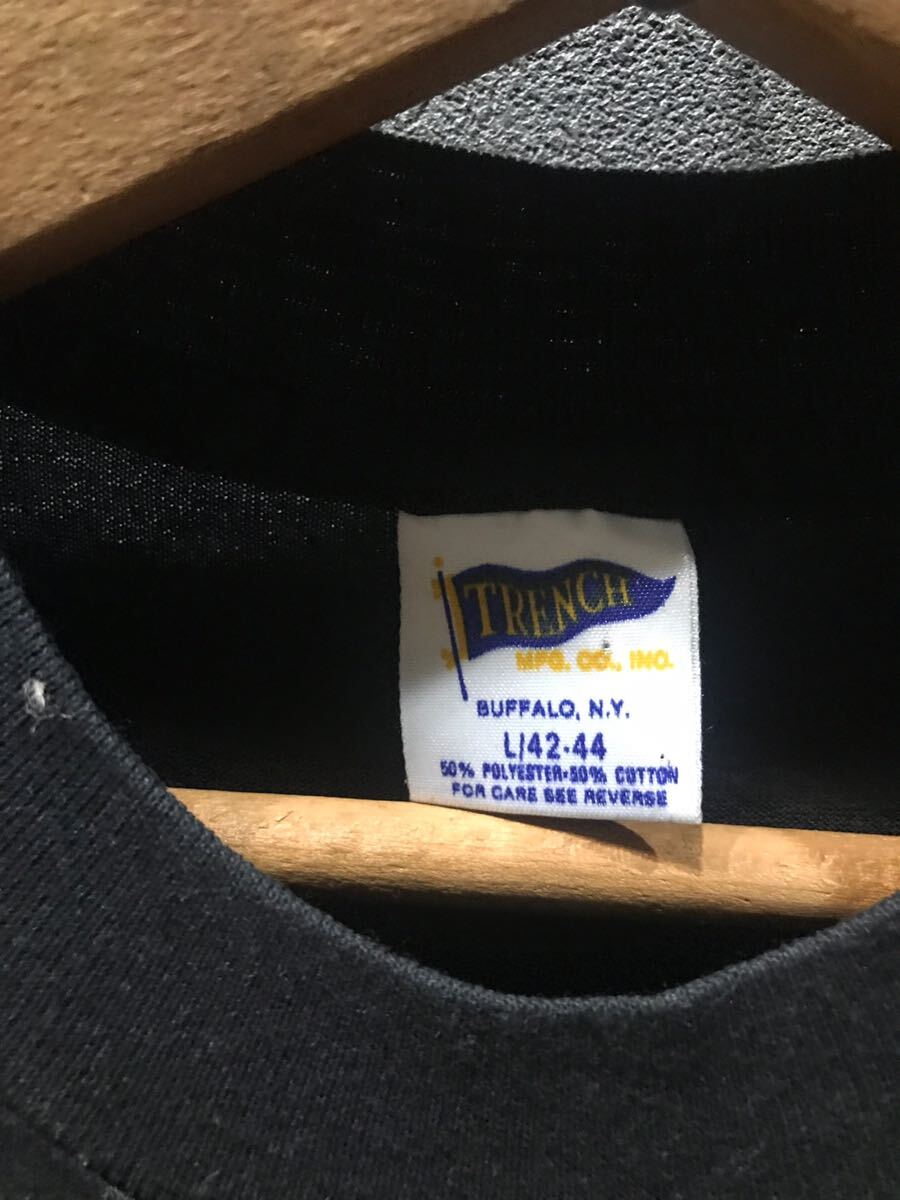 TRENCH
MFG. CO., INC.
BUFFALO, N.Y.
L/42-44
50% POLYESTER-50% COTTON
FOR CARE SEE REVERSE